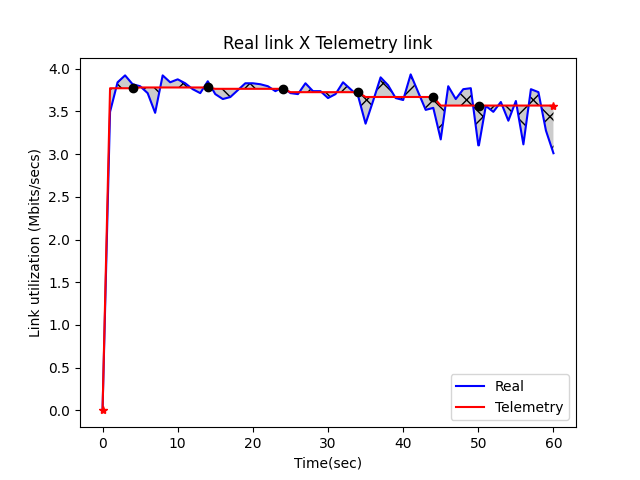 Real link X Telemetry link
Link utilization (Mbits/secs)
4.0
3.5
3.0
2.5
2.0
1.5
1.0
0.5
0.0
0 10 20 30 40 50 60
Time(sec)
Real
Telemetry